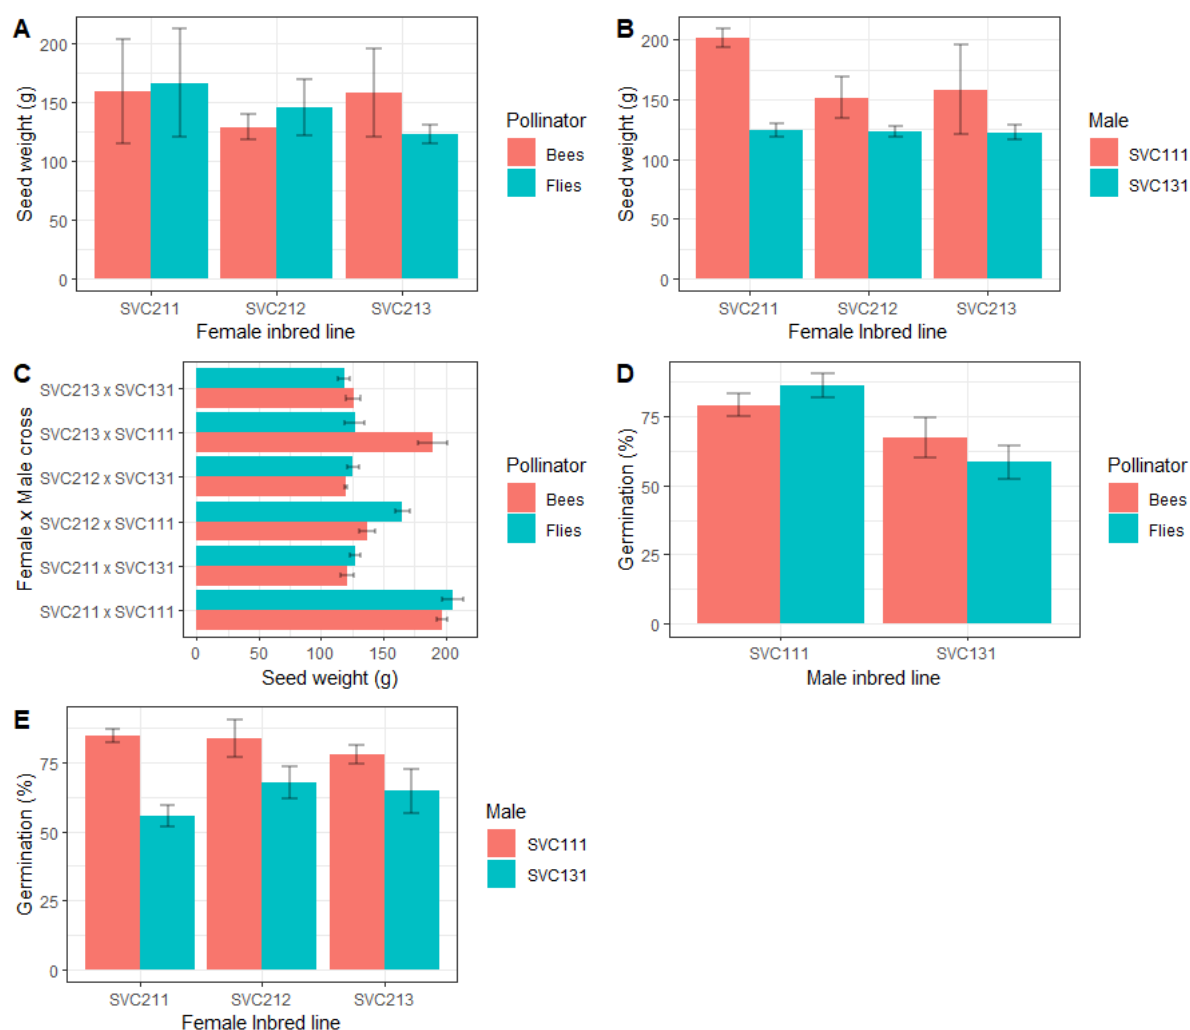 A
Seed weight (g)
200
150
100
50
0
SVC211 SVC212 SVC213
Female inbred line
Pollinator
Bees
Flies
B
Seed weight (g)
200
150
100
50
0
SVC211 SVC212 SVC213
Female Inbred line
Male
SVC111
SVC131
C
Female x Male cross
SVC213 x SVC131
SVC213 x SVC111
SVC212 x SVC131
SVC212 x SVC111
SVC211 x SVC131
SVC211 x SVC111
0 50 100 150 200
Seed weight (g)
Pollinator
Bees
Flies
D
Germination (%)
75
50
25
0
SVC111 SVC131
Male inbred line
Pollinator
Bees
Flies
E
Germination (%)
75
50
25
0
SVC211 SVC212 SVC213
Female Inbred line
Male
SVC111
SVC131